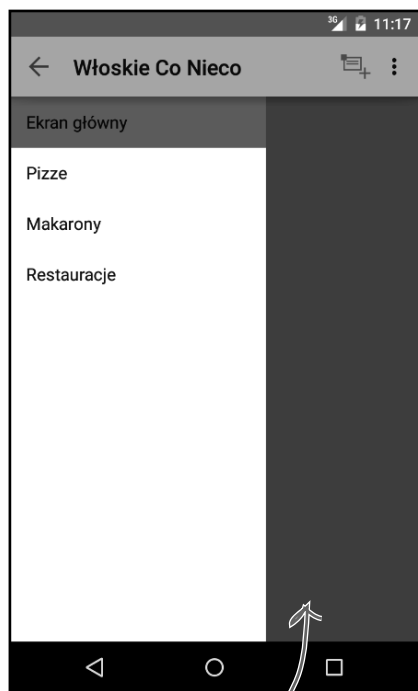 3G 11:17
Włoskie Co Nieco
Ekran główny
Pizze
Makarony
Restauracje